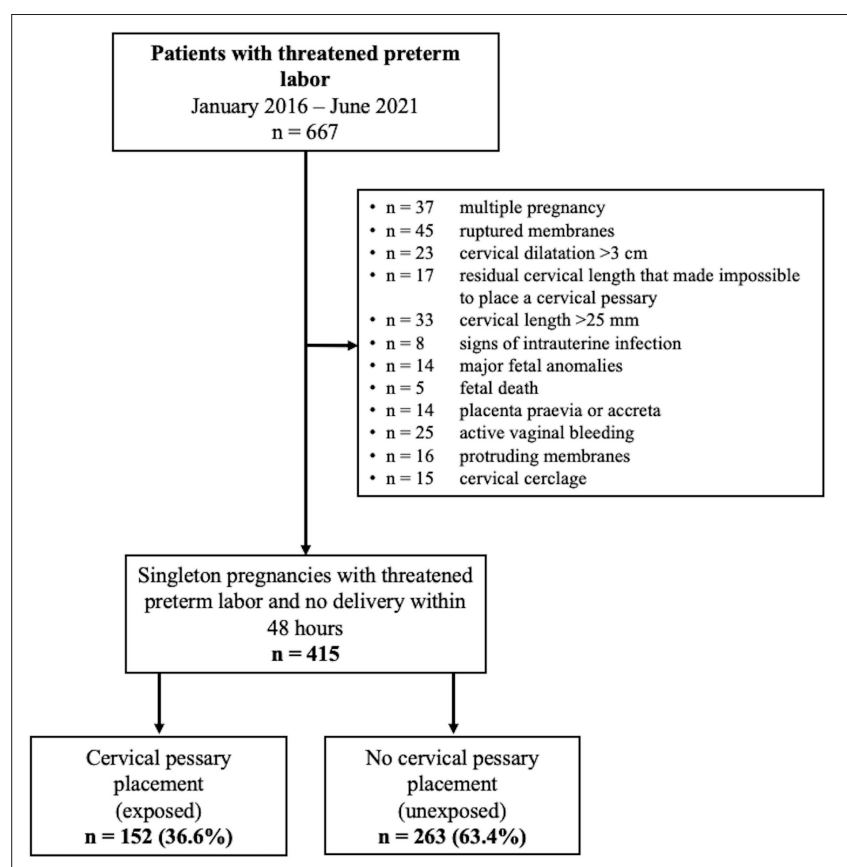 Patients with threatened preterm
labor
January 2016 – June 2021
n = 667
• n = 37 multiple pregnancy
• n = 45 ruptured membranes
• n = 23 cervical dilatation >3 cm
• n = 17 residual cervical length that made impossible
to place a cervical pessary
• n = 33 cervical length >25 mm
• n = 8 signs of intrauterine infection
• n = 14 major fetal anomalies
• n = 5 fetal death
• n = 14 placenta praevia or accreta
• n = 25 active vaginal bleeding
• n = 16 protruding membranes
• n = 15 cervical cerclage
Singleton pregnancies with threatened
preterm labor and no delivery within
48 hours
n = 415
Cervical pessary
placement
(exposed)
n = 152 (36.6%)
No cervical pessary
placement
(unexposed)
n = 263 (63.4%)